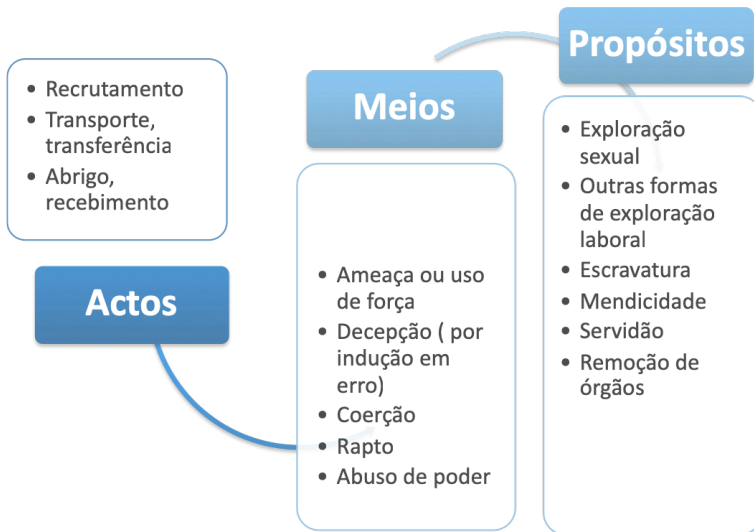 • Recrutamento
• Transporte,
transferência
• Abrigo,
recebimento
Actos
Meios
• Ameaça ou uso
de força
• Decepção ( por
indução em
erro)
• Coerção
• Rapto
• Abuso de poder
Propósitos
• Exploração
sexual
• Outras formas
de exploração
laboral
• Escravatura
• Mendicidade
• Servidão
• Remoção de
órgãos